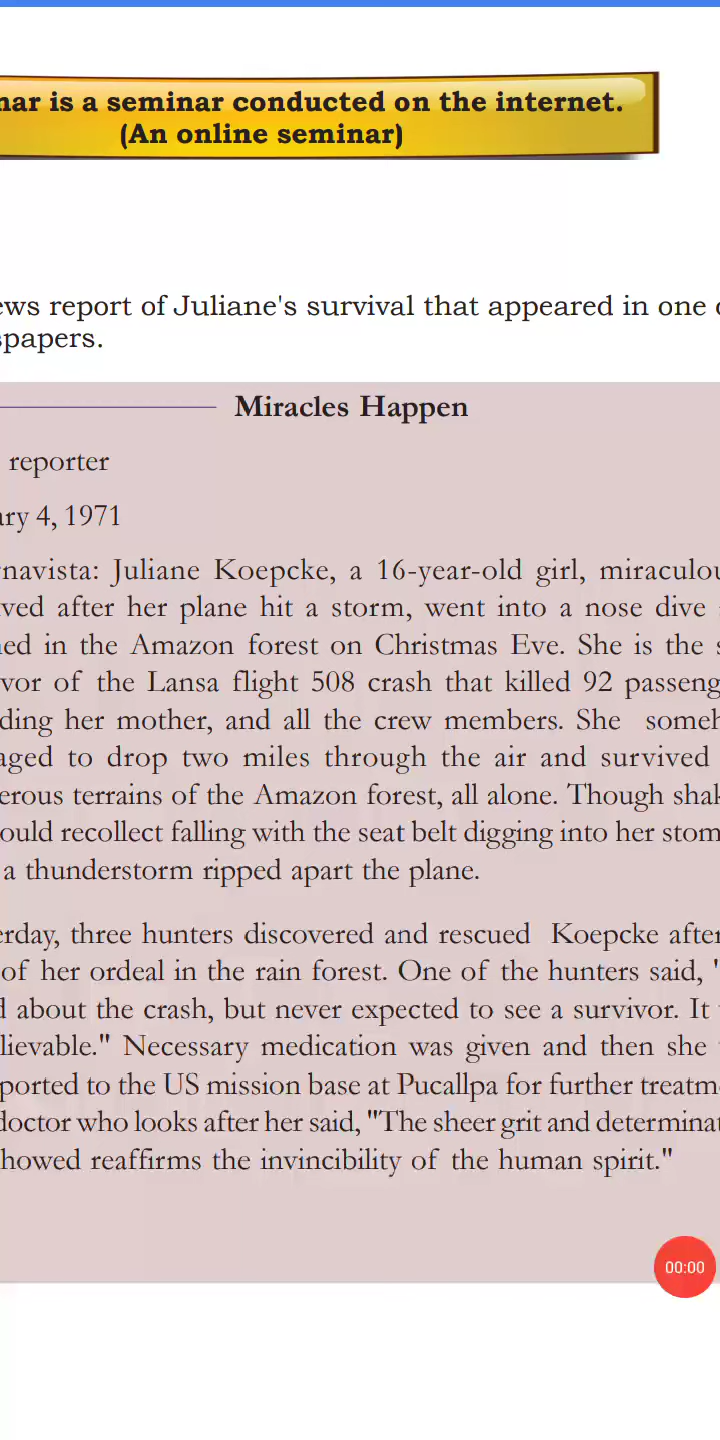 nar is a seminar conducted on the internet.
(An online seminar)
ews report of Juliane's survival that appeared in one
spapers.
Miracles Happen
reporter
ary 4, 1971
navista: Juliane Koepcke, a 16-year-old girl, miraculou
ved after her plane hit a storm, went into a nose dive
ed in the Amazon forest on Christmas Eve. She is the s
vor of the Lansa flight 508 crash that killed 92 passeng
ding her mother, and all the crew members. She someh
aged to drop two miles through the air and survived
erous terrains of the Amazon forest, all alone. Though shak
ould recollect falling with the seat belt digging into her stom
a thunderstorm ripped apart the plane.
erday, three hunters discovered and rescued Koepcke after
of her ordeal in the rain forest. One of the hunters said, "
d about the crash, but never expected to see a survivor. It
lievable." Necessary medication was given and then she
ported to the US mission base at Pucallpa for further treatm
doctor who looks after her said, "The sheer grit and determinat
howed reaffirms the invincibility of the human spirit."
00:00